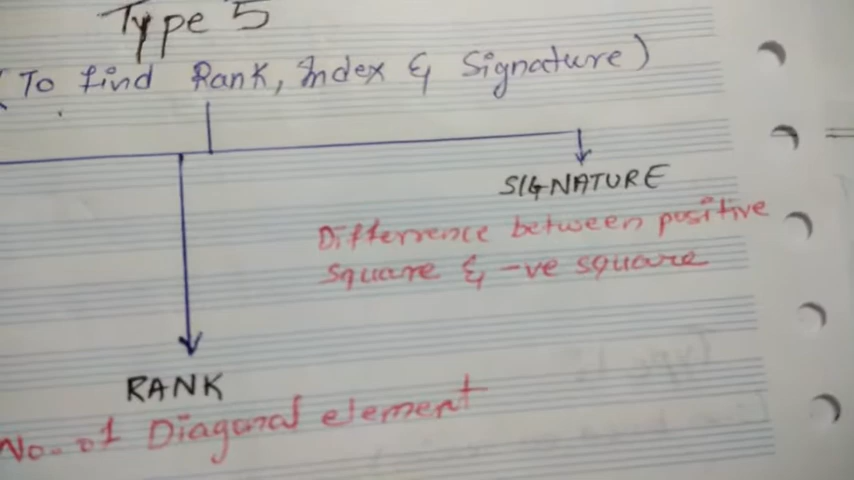 Type 5
(To find Rank, Index & Signature)
SIGNATURE
Differrence between positive
square & -ve square
RANK
No. of Diagonal element